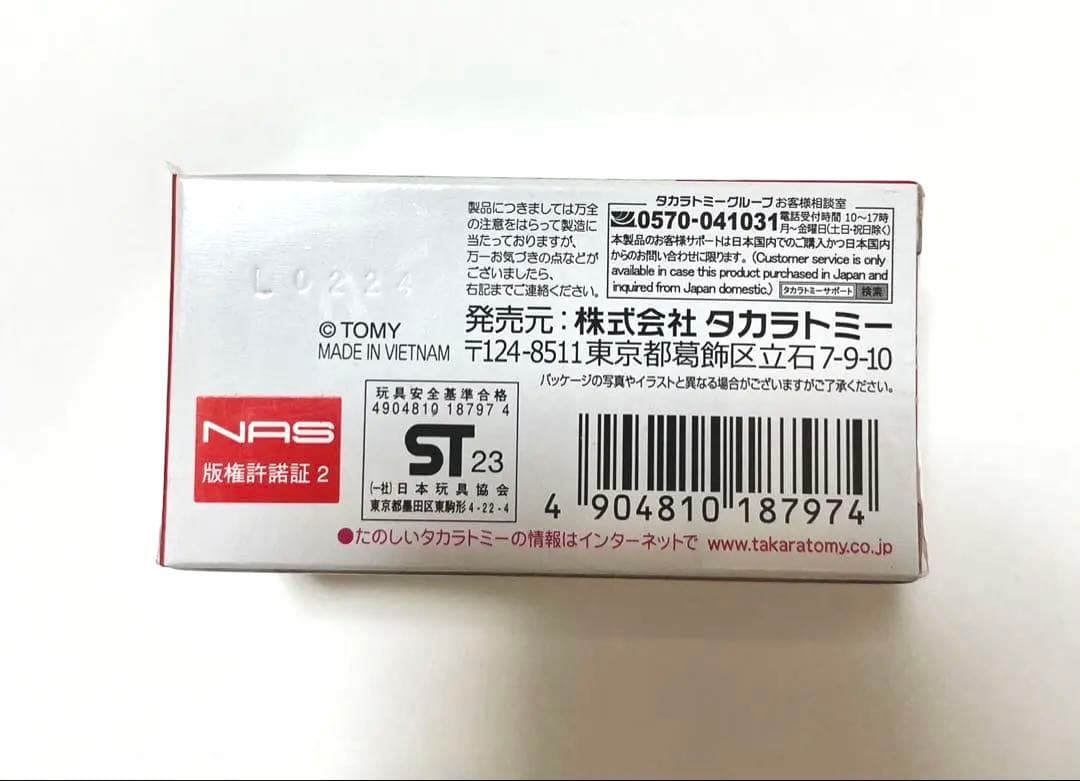 製品につきましては万全
の注意をはらって製造に
当たっておりますが、
万一お気づきの点などが
ございましたら、
右記までご連絡ください。
タカラトミーグループ お客様相談室
0570-041031 電話受付時間 10〜17時
月〜金曜日(土日・祝日除く)
本製品のお客様サポートは日本国内でのご購入かつ日本国内
からのお問い合わせに限ります。(Customer service is only
available in case this product purchased in Japan and
inquired from Japan domestic.) タカラトミーサポート 検索
L0224
© TOMY
MADE IN VIETNAM
発売元：株式会社 タカラトミー
〒124-8511 東京都葛飾区立石7-9-10
パッケージの写真やイラストと異なる場合がございますがご了承ください。
NAS
版権許諾証 2
玩具安全基準合格
4904810 18797 4
ST 23
(一社)日本玩具協会
東京都墨田区東駒形4-22-4
4 904810 187974
●たのしいタカラトミーの情報はインターネットで www.takaratomy.co.jp